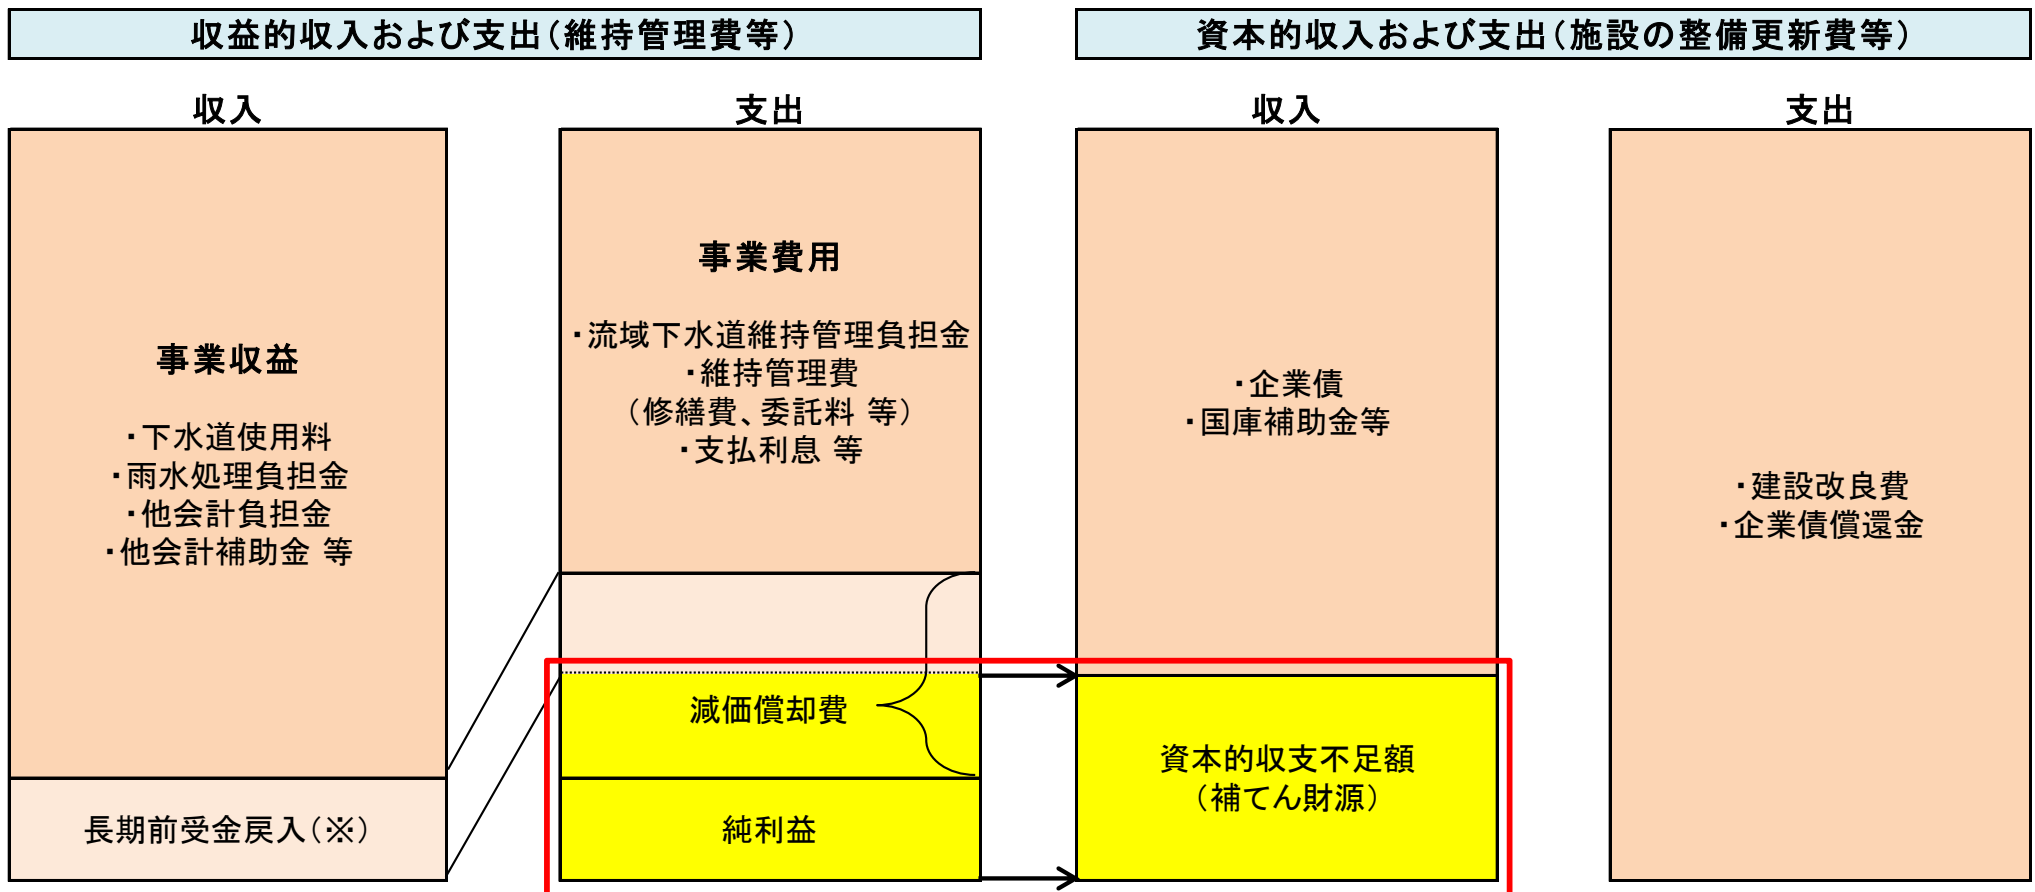 収益的収入および支出（維持管理費等）
資本的収入および支出（施設の整備更新費等）
収入
支出
収入
支出
事業収益
・下水道使用料
・雨水処理負担金
・他会計負担金
・他会計補助金 等
長期前受金戻入（※）
事業費用
・流域下水道維持管理負担金
・維持管理費
（修繕費、委託料 等）
・支払利息 等
減価償却費
純利益
・企業債
・国庫補助金等
資本的収支不足額
（補てん財源）
・建設改良費
・企業債償還金